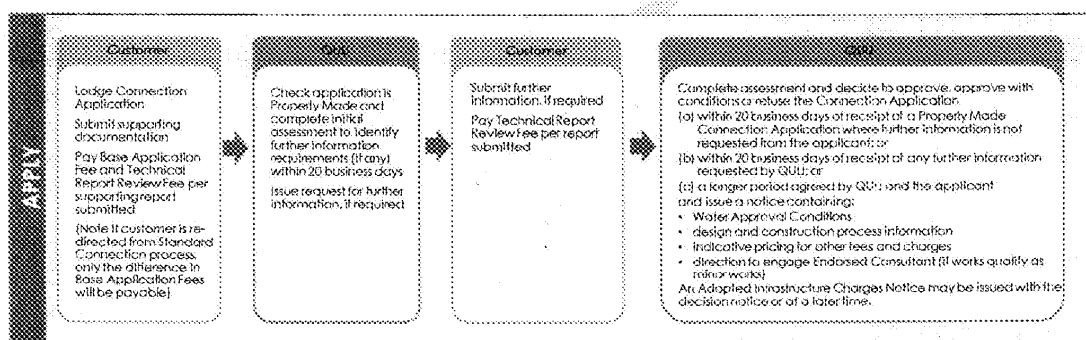 APPLY
Customer
Lodge Connection
Application
Submit supporting
documentation
Pay Base Application
Fee and Technical
Report Review Fee per
supporting report
submitted
(Note if customer is re-
directed from Standard
Connection process,
only the difference in
Base Application Fees
will be payable)
QUU
Check application is
Properly Made and
complete initial
assessment to identify
further information
requirements (if any)
within 20 business days
Issue request for further
information, if required
Customer
Submit further
information, if required
Pay Technical Report
Review Fee per report
submitted
QUU
Complete assessment and decide to approve, approve with
conditions or refuse the Connection Application
(a) within 20 business days of receipt of a Properly Made
Connection Application where further information is not
requested from the applicant; or
(b) within 20 business days of receipt of any further information
requested by QUU; or
(c) a longer period agreed by QUU and the applicant
and issue a notice containing:
• Water Approval Conditions
• design and construction process information
• indicative pricing for other fees and charges
• direction to engage Endorsed Consultant (if works qualify as
minor works)
An Adopted Infrastructure Charges Notice may be issued with the
decision notice or at a later time.